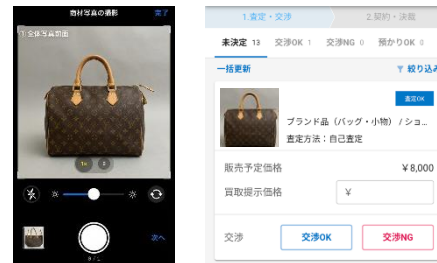 商材写真の撮影
完了
1.全体写真前面
1×
次へ
0/1
1.査定・交渉
2.契約・決裁
未決定 13
交渉OK 1
交渉NG 0
預かりOK 0
一括更新
絞り込み
査定OK
ブランド品（バッグ・小物）/ ショ...
査定方法：自己査定
販売予定価格
¥8,000
買取提示価格
¥
交渉
交渉OK
交渉NG